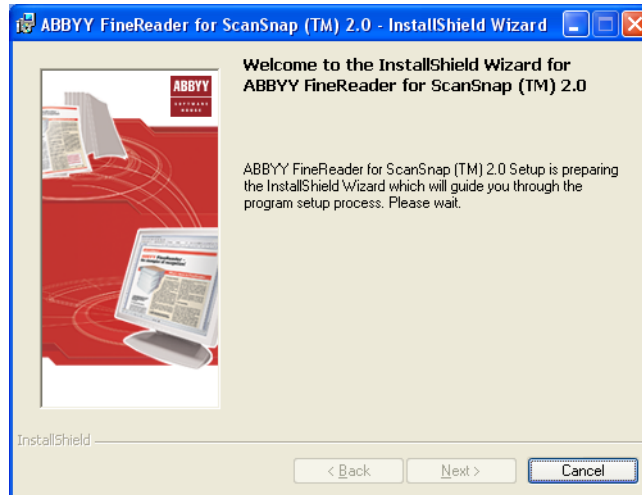 ABBYY FineReader for ScanSnap (TM) 2.0 - InstallShield Wizard
Welcome to the InstallShield Wizard for
ABBYY FineReader for ScanSnap (TM) 2.0
ABBYY
SOFTWARE
HOUSE
ABBYY FineReader for ScanSnap (TM) 2.0 Setup is preparing
the InstallShield Wizard which will guide you through the
program setup process. Please wait.
InstallShield
< Back
Next >
Cancel